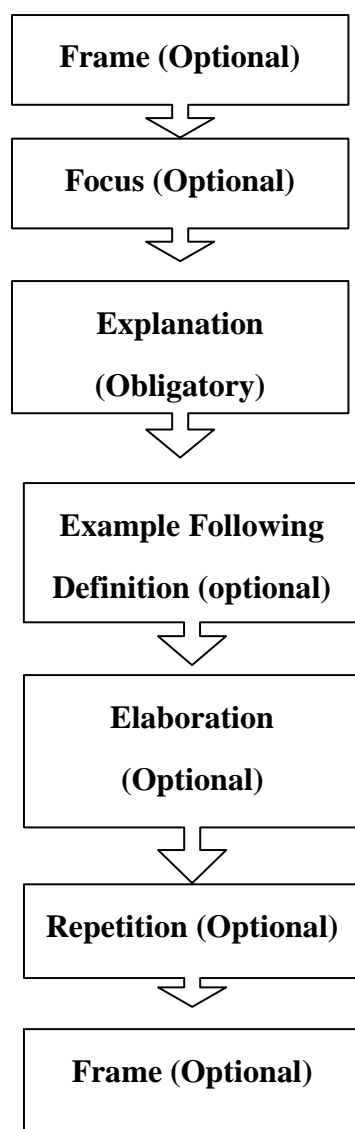 Frame (Optional)
Focus (Optional)
Explanation
(Obligatory)
Example Following
Definition (optional)
Elaboration
(Optional)
Repetition (Optional)
Frame (Optional)